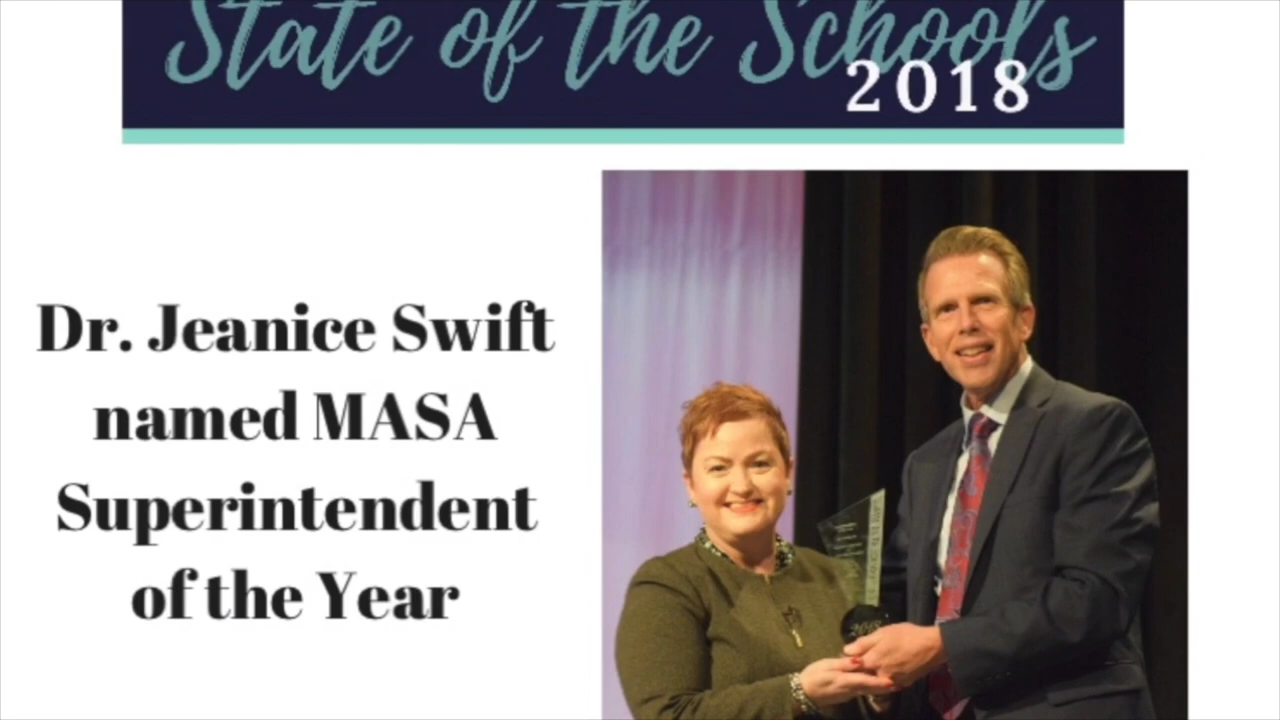 State of the Schools
2018
Dr. Jeanice Swift
named MASA
Superintendent
of the Year